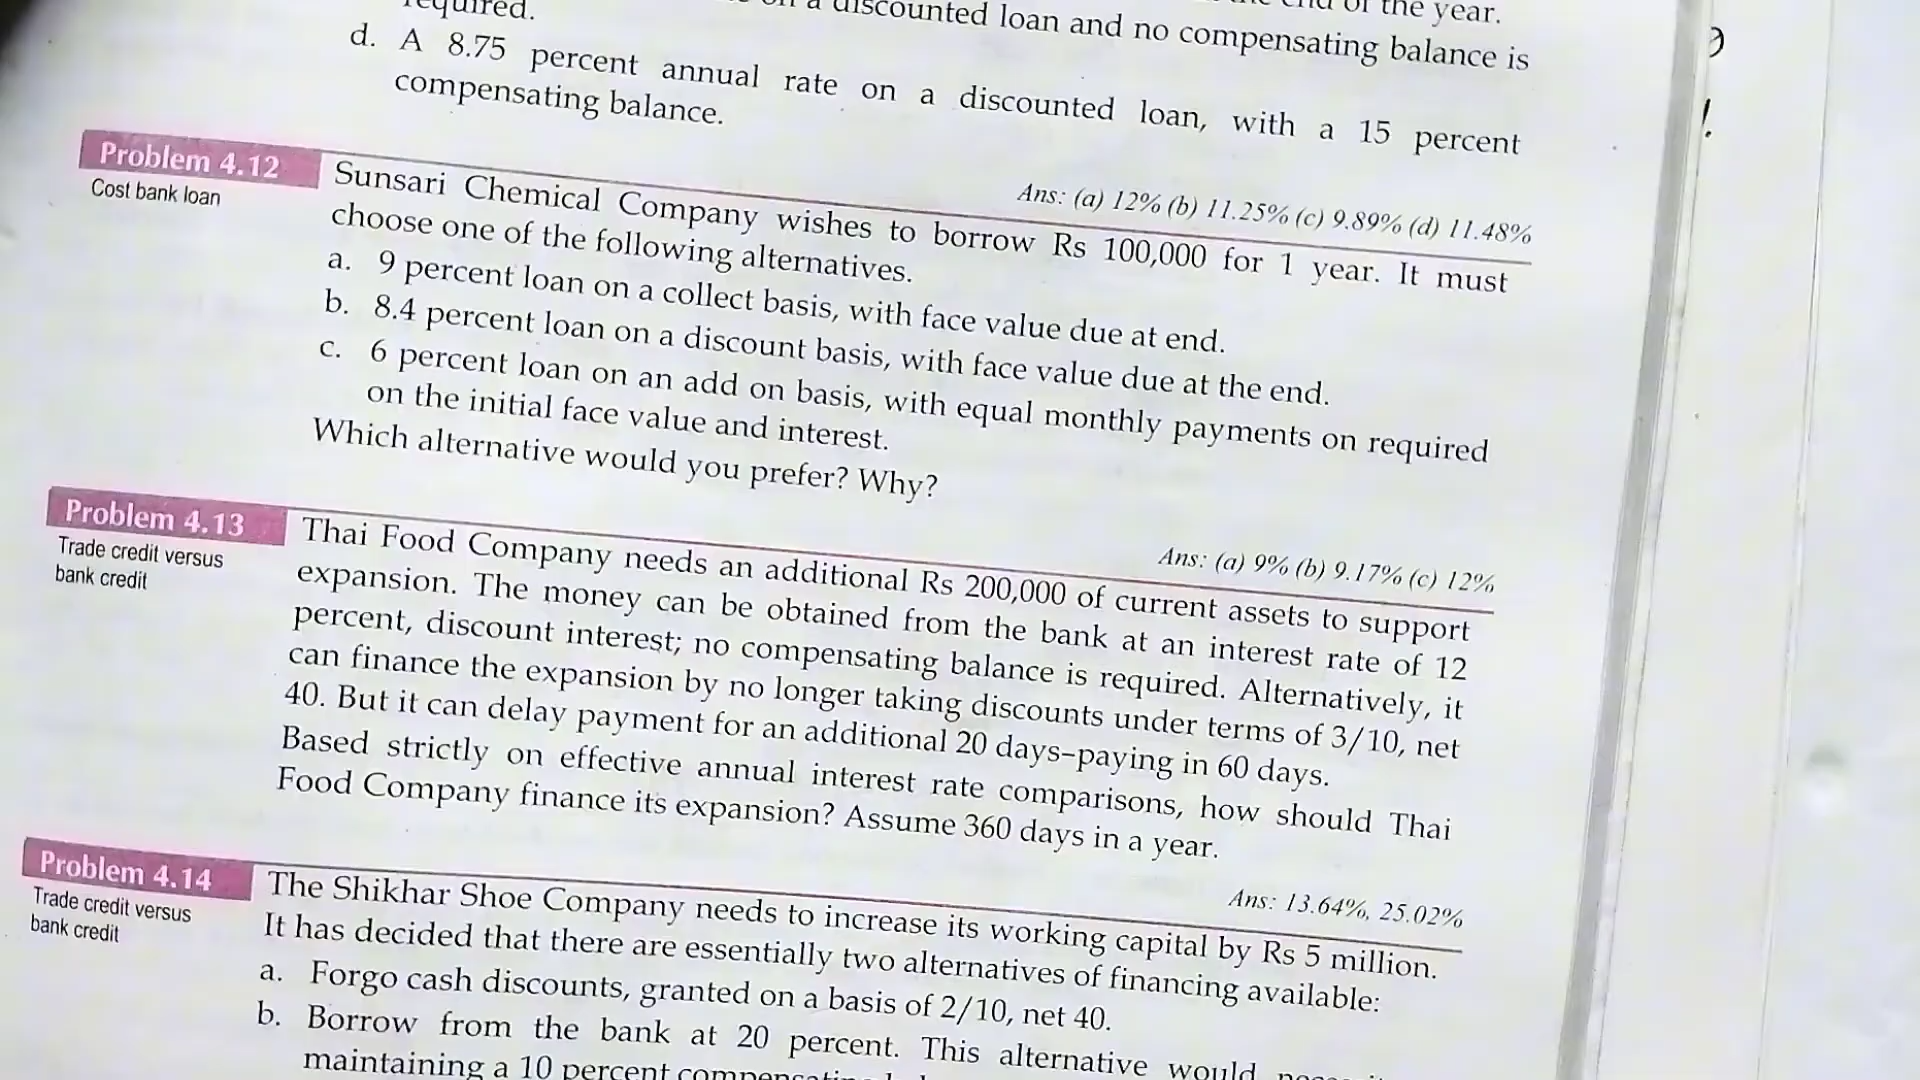 required.
discounted loan and no compensating balance is
the end of the year.
d. A 8.75 percent annual rate on a discounted loan, with a 15 percent
compensating balance.
Ans: (a) 12% (b) 11.25% (c) 9.89% (d) 11.48%
Problem 4.12
Cost bank loan
Sunsari Chemical Company wishes to borrow Rs 100,000 for 1 year. It must
choose one of the following alternatives.
a. 9 percent loan on a collect basis, with face value due at end.
b. 8.4 percent loan on a discount basis, with face value due at the end.
c. 6 percent loan on an add on basis, with equal monthly payments on required
on the initial face value and interest.
Which alternative would you prefer? Why?
Ans: (a) 9% (b) 9.17% (c) 12%
Problem 4.13
Trade credit versus
bank credit
Thai Food Company needs an additional Rs 200,000 of current assets to support
expansion. The money can be obtained from the bank at an interest rate of 12
percent, discount interest; no compensating balance is required. Alternatively, it
can finance the expansion by no longer taking discounts under terms of 3/10, net
40. But it can delay payment for an additional 20 days–paying in 60 days.
Based strictly on effective annual interest rate comparisons, how should Thai
Food Company finance its expansion? Assume 360 days in a year.
Ans: 13.64%, 25.02%
Problem 4.14
Trade credit versus
bank credit
The Shikhar Shoe Company needs to increase its working capital by Rs 5 million.
It has decided that there are essentially two alternatives of financing available:
a. Forgo cash discounts, granted on a basis of 2/10, net 40.
b. Borrow from the bank at 20 percent. This alternative would
maintaining a 10 percent